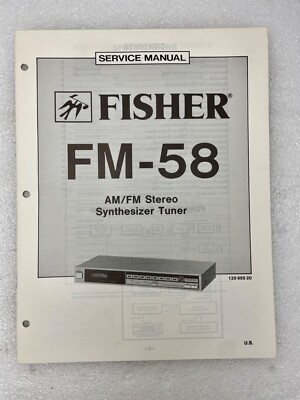 SERVICE MANUAL
FISHER®
FM-58
AM/FM Stereo
Synthesizer Tuner
U.S.